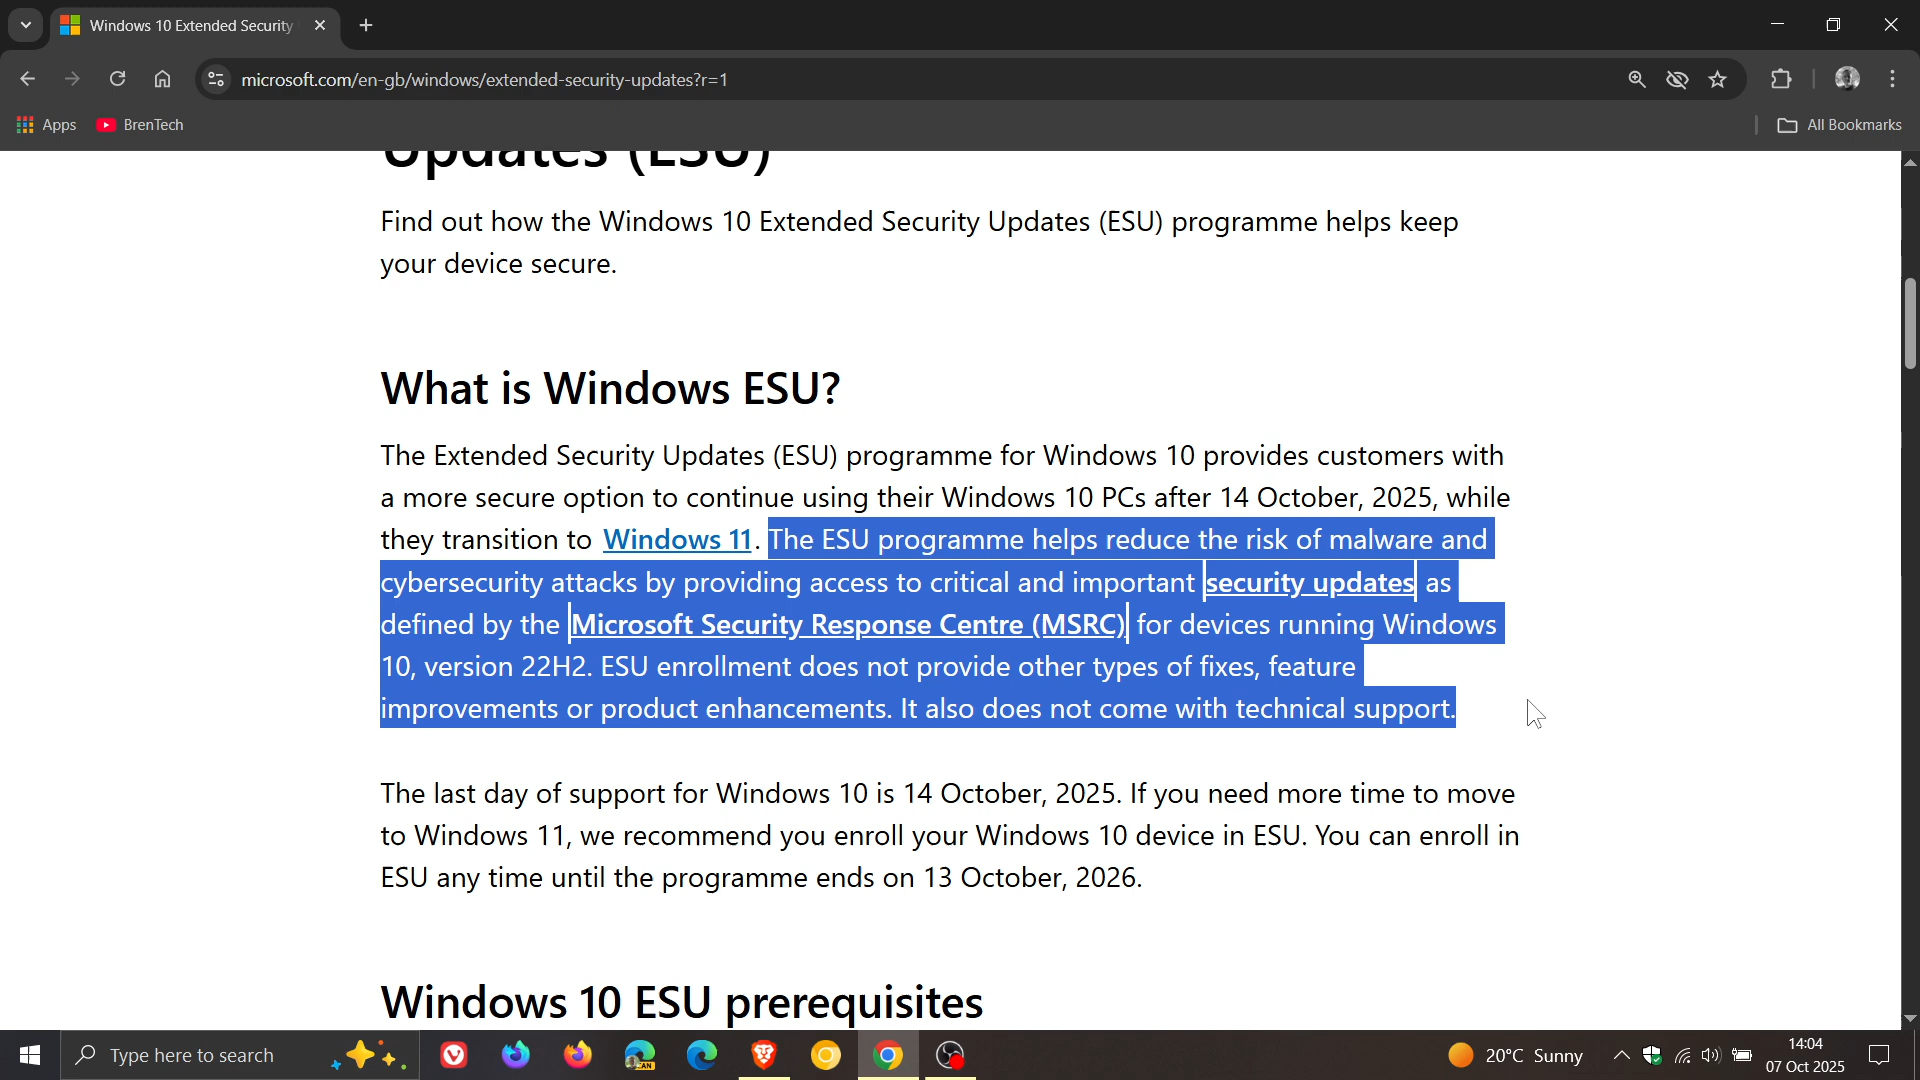 Windows 10 Extended Security
microsoft.com/en-gb/windows/extended-security-updates?r=1
Apps
BrenTech
All Bookmarks
Updates (ESU)
Find out how the Windows 10 Extended Security Updates (ESU) programme helps keep
your device secure.
What is Windows ESU?
The Extended Security Updates (ESU) programme for Windows 10 provides customers with
a more secure option to continue using their Windows 10 PCs after 14 October, 2025, while
they transition to Windows 11. The ESU programme helps reduce the risk of malware and
cybersecurity attacks by providing access to critical and important security updates as
defined by the Microsoft Security Response Centre (MSRC) for devices running Windows
10, version 22H2. ESU enrollment does not provide other types of fixes, feature
improvements or product enhancements. It also does not come with technical support.
The last day of support for Windows 10 is 14 October, 2025. If you need more time to move
to Windows 11, we recommend you enroll your Windows 10 device in ESU. You can enroll in
ESU any time until the programme ends on 13 October, 2026.
Windows 10 ESU prerequisites
Type here to search
CAN
20°C Sunny
14:04
07 Oct 2025